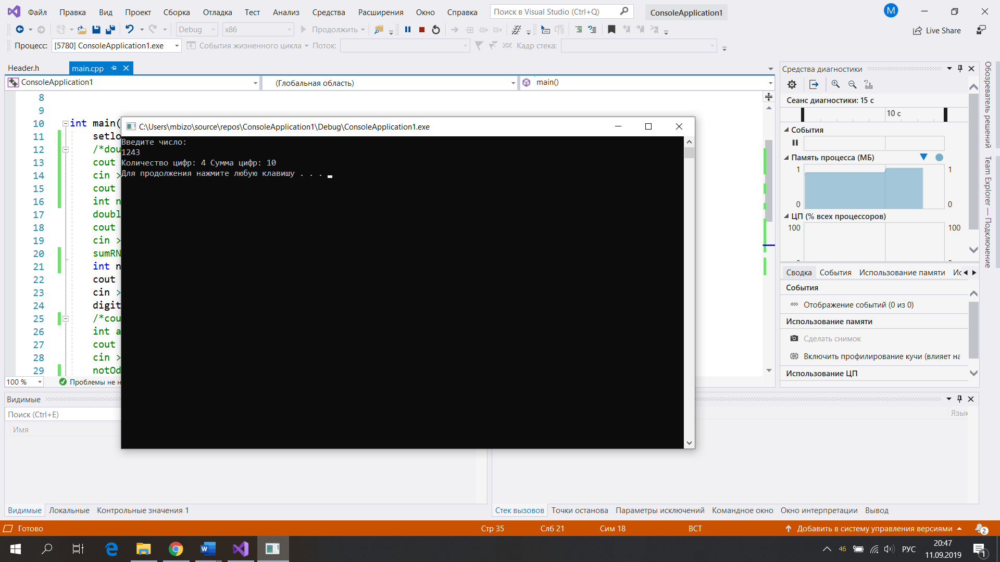 Файл Правка Вид Проект Сборка Отладка Тест Анализ Средства Расширения Окно Справка Поиск в Visual Studio (Ctrl+Q) ConsoleApplication1 M
Debug x86 Продолжить Live Share
Процесс: [5780] ConsoleApplication1.exe События жизненного цикла Поток: Кадр стека:
Header.h main.cpp
ConsoleApplication1 (Глобальная область) main()
8
9
10 int main(
11 setlo
12 /*dou
13 cout
14 cin >
15 cout
16 int n
17 doubl
18 cout
19 cin >
20 sumRN
21 int n
22 cout
23 cin >
24 digit
25 /*cou
26 int a
27 cout
28 cin >
29 notOd
100 % Проблемы не н
C:\Users\mbizo\source\repos\ConsoleApplication1\Debug\ConsoleApplication1.exe
Введите число:
1243
Количество цифр: 4 Сумма цифр: 10
Для продолжения нажмите любую клавишу . . .
Средства диагностики
Сеанс диагностики: 15 с
10 с
События
Память процесса (МБ)
1 1
0 0
ЦП (% всех процессоров)
100 100
Сводка События Использование памяти Ис
События
Отображение событий (0 из 0)
Использование памяти
Сделать снимок
Включить профилирование кучи (влияет на
Использование ЦП
Обозреватель решений
Team Explorer — Подключение
Видимые
Поиск (Ctrl+E)
Имя
Язык
Видимые Локальные Контрольные значения 1
Стек вызовов Точки останова Параметры исключений Командное окно Окно интерпретации Вывод
Готово Стр 35 Слб 21 Сим 18 ВСТ Добавить в систему управления версиями 2
46 РУС 20:47
11.09.2019 1